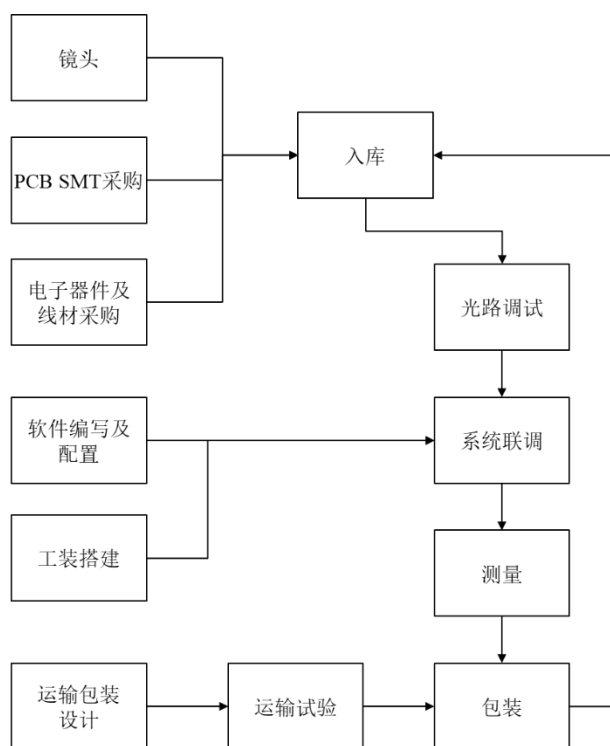 镜头
入库
PCB SMT采购
电子器件及
线材采购
光路调试
软件编写及
配置
系统联调
工装搭建
测量
运输包装
设计
运输试验
包装